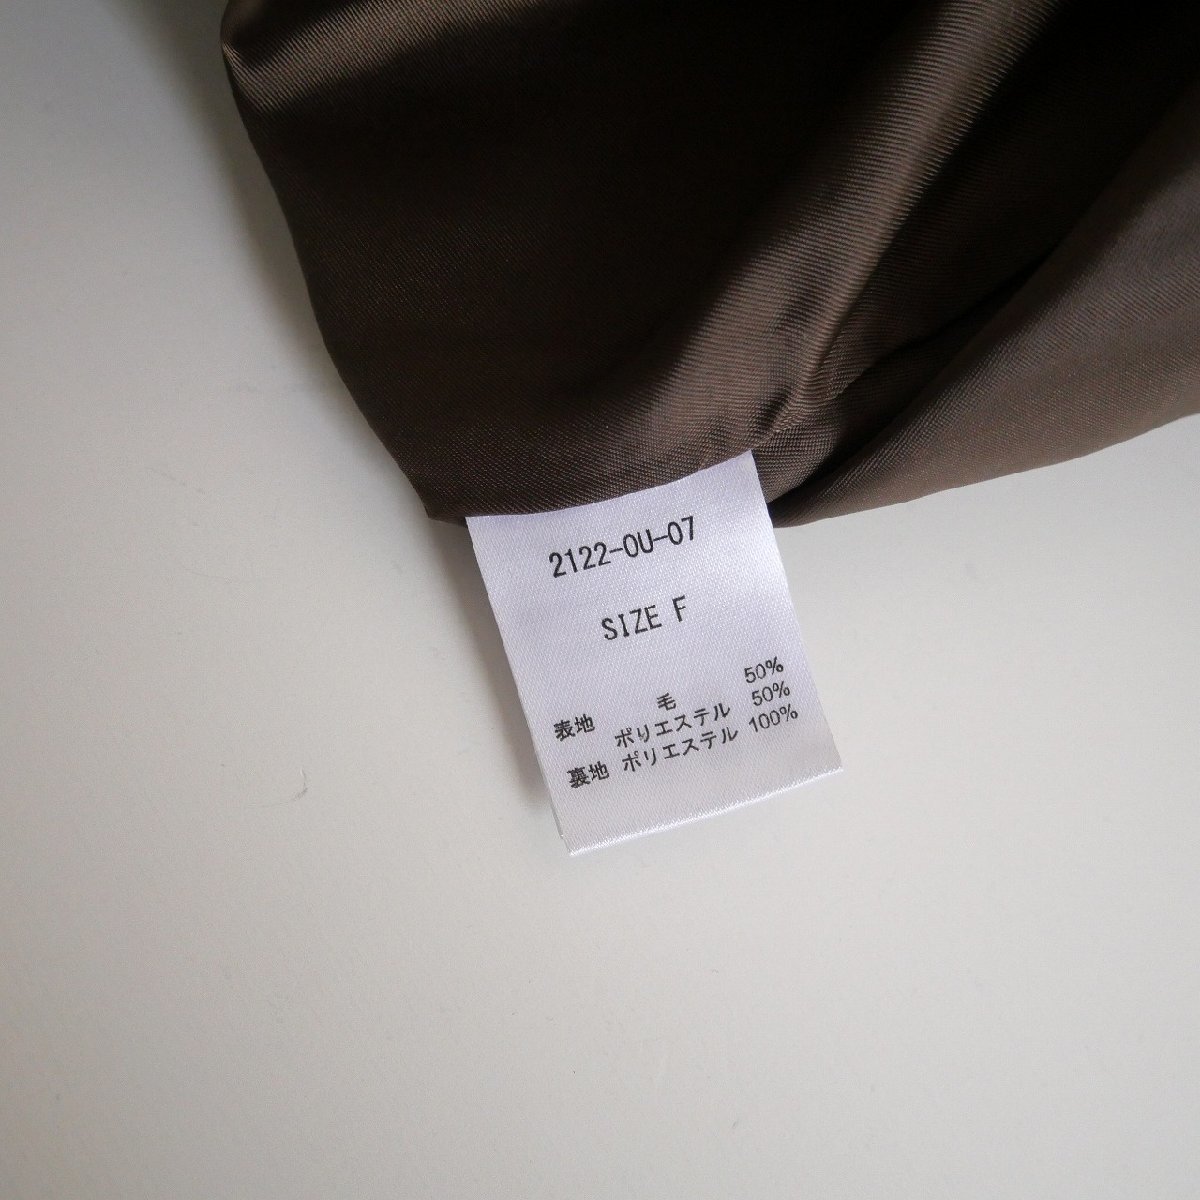 2122-OU-07
SIZE F
表地 毛 50%
ポリエステル 50%
裏地 ポリエステル 100%